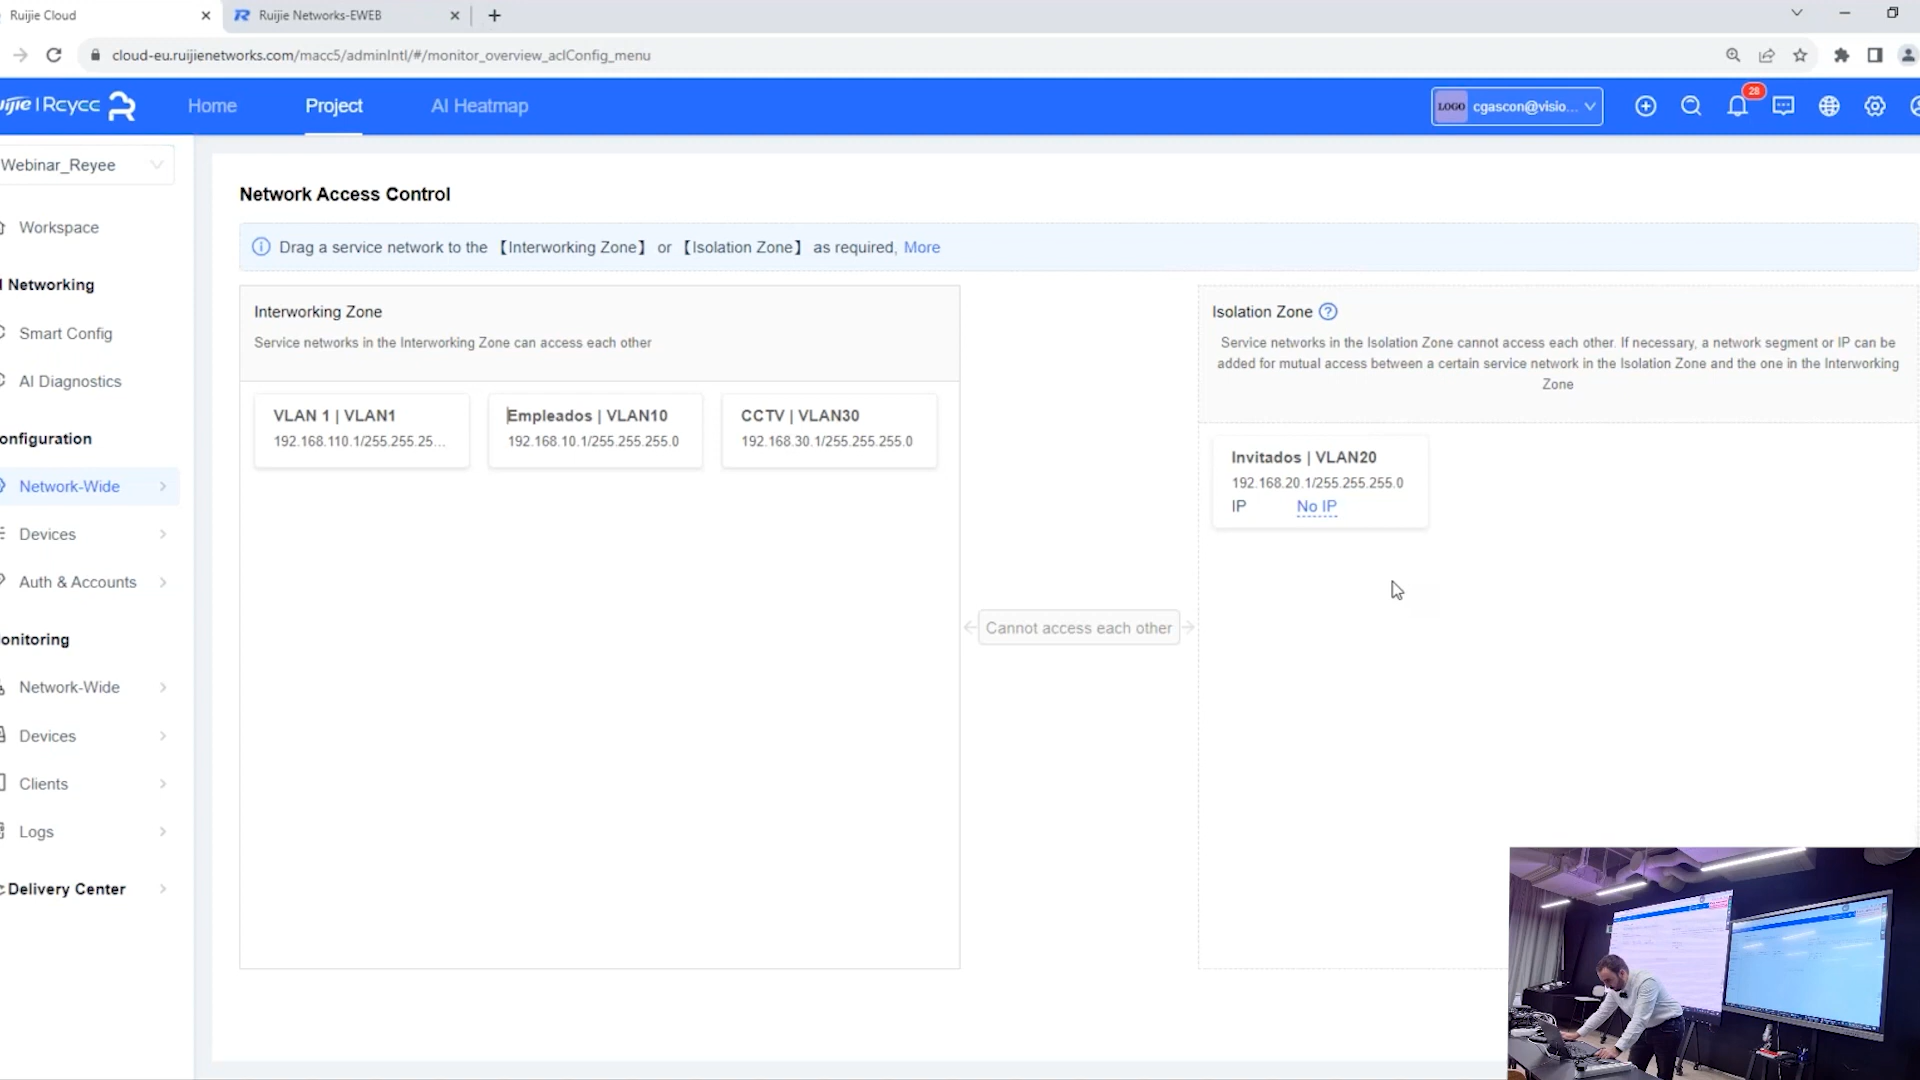 Ruijie Cloud
Ruijie Networks-EWEB
cloud-eu.ruijienetworks.com/macc5/adminIntl/#/monitor_overview_aclConfig_menu
Home
Project
AI Heatmap
LOGO
cgascon@visio...
28
Webinar_Reyee
Workspace
Networking
Smart Config
AI Diagnostics
onfiguration
Network-Wide
Devices
Auth & Accounts
onitoring
Network-Wide
Devices
Clients
Logs
Delivery Center
Network Access Control
Drag a service network to the 【Interworking Zone】 or 【Isolation Zone】 as required, More
Interworking Zone
Service networks in the Interworking Zone can access each other
VLAN 1 | VLAN1
192.168.110.1/255.255.25...
Empleados | VLAN10
192.168.10.1/255.255.255.0
CCTV | VLAN30
192.168.30.1/255.255.255.0
Cannot access each other
Isolation Zone
Service networks in the Isolation Zone cannot access each other. If necessary, a network segment or IP can be
added for mutual access between a certain service network in the Isolation Zone and the one in the Interworking
Zone
Invitados | VLAN20
192.168.20.1/255.255.255.0
IP No IP